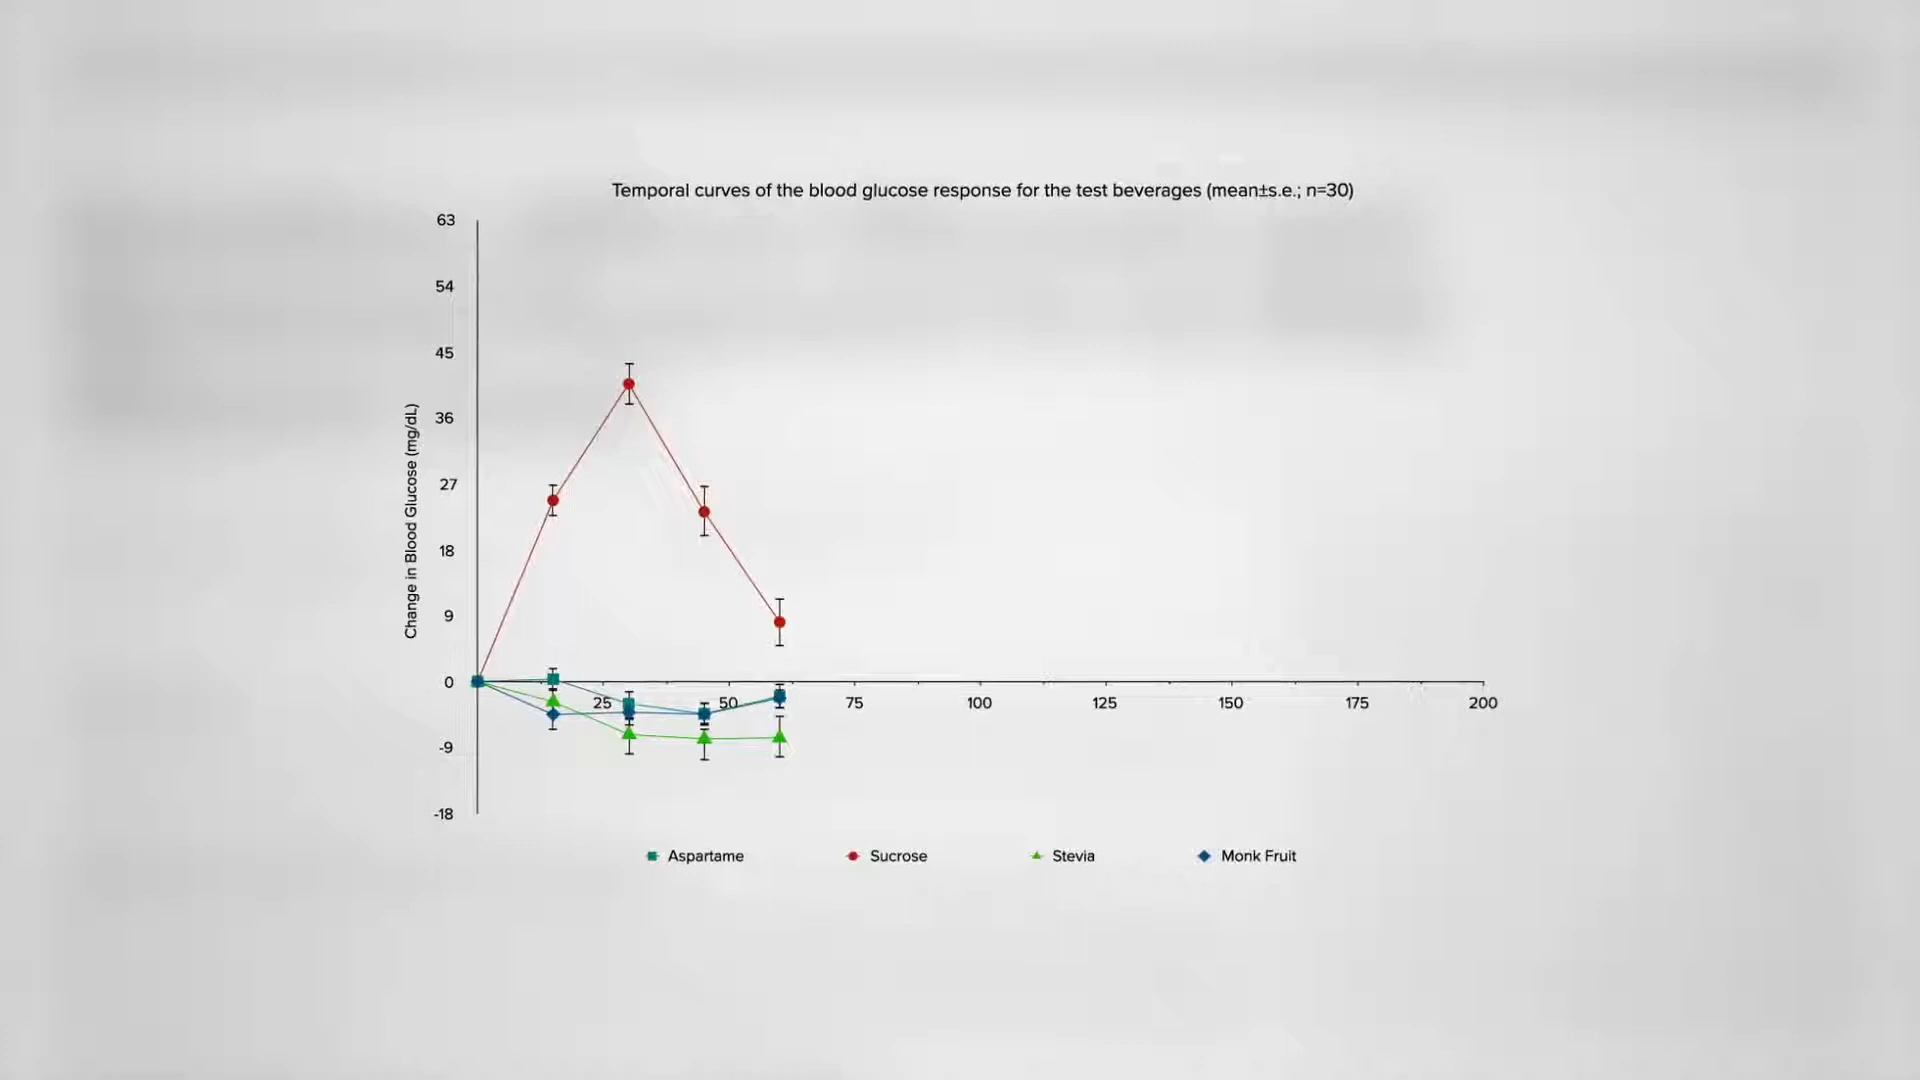 Temporal curves of the blood glucose response for the test beverages (mean±s.e.; n=30)
63
54
45
36
27
18
9
0
-9
-18
Change in Blood Glucose (mg/dL)
25 50 75 100 125 150 175 200
Aspartame Sucrose Stevia Monk Fruit